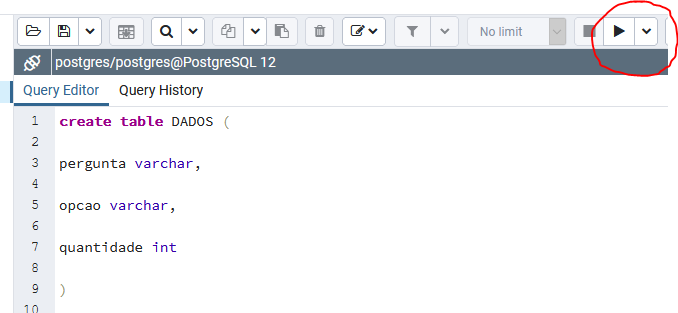 No limit
postgres/postgres@PostgreSQL 12
Query Editor Query History
1 create table DADOS (
2
3 pergunta varchar,
4
5 opcao varchar,
6
7 quantidade int
8
9 )
10